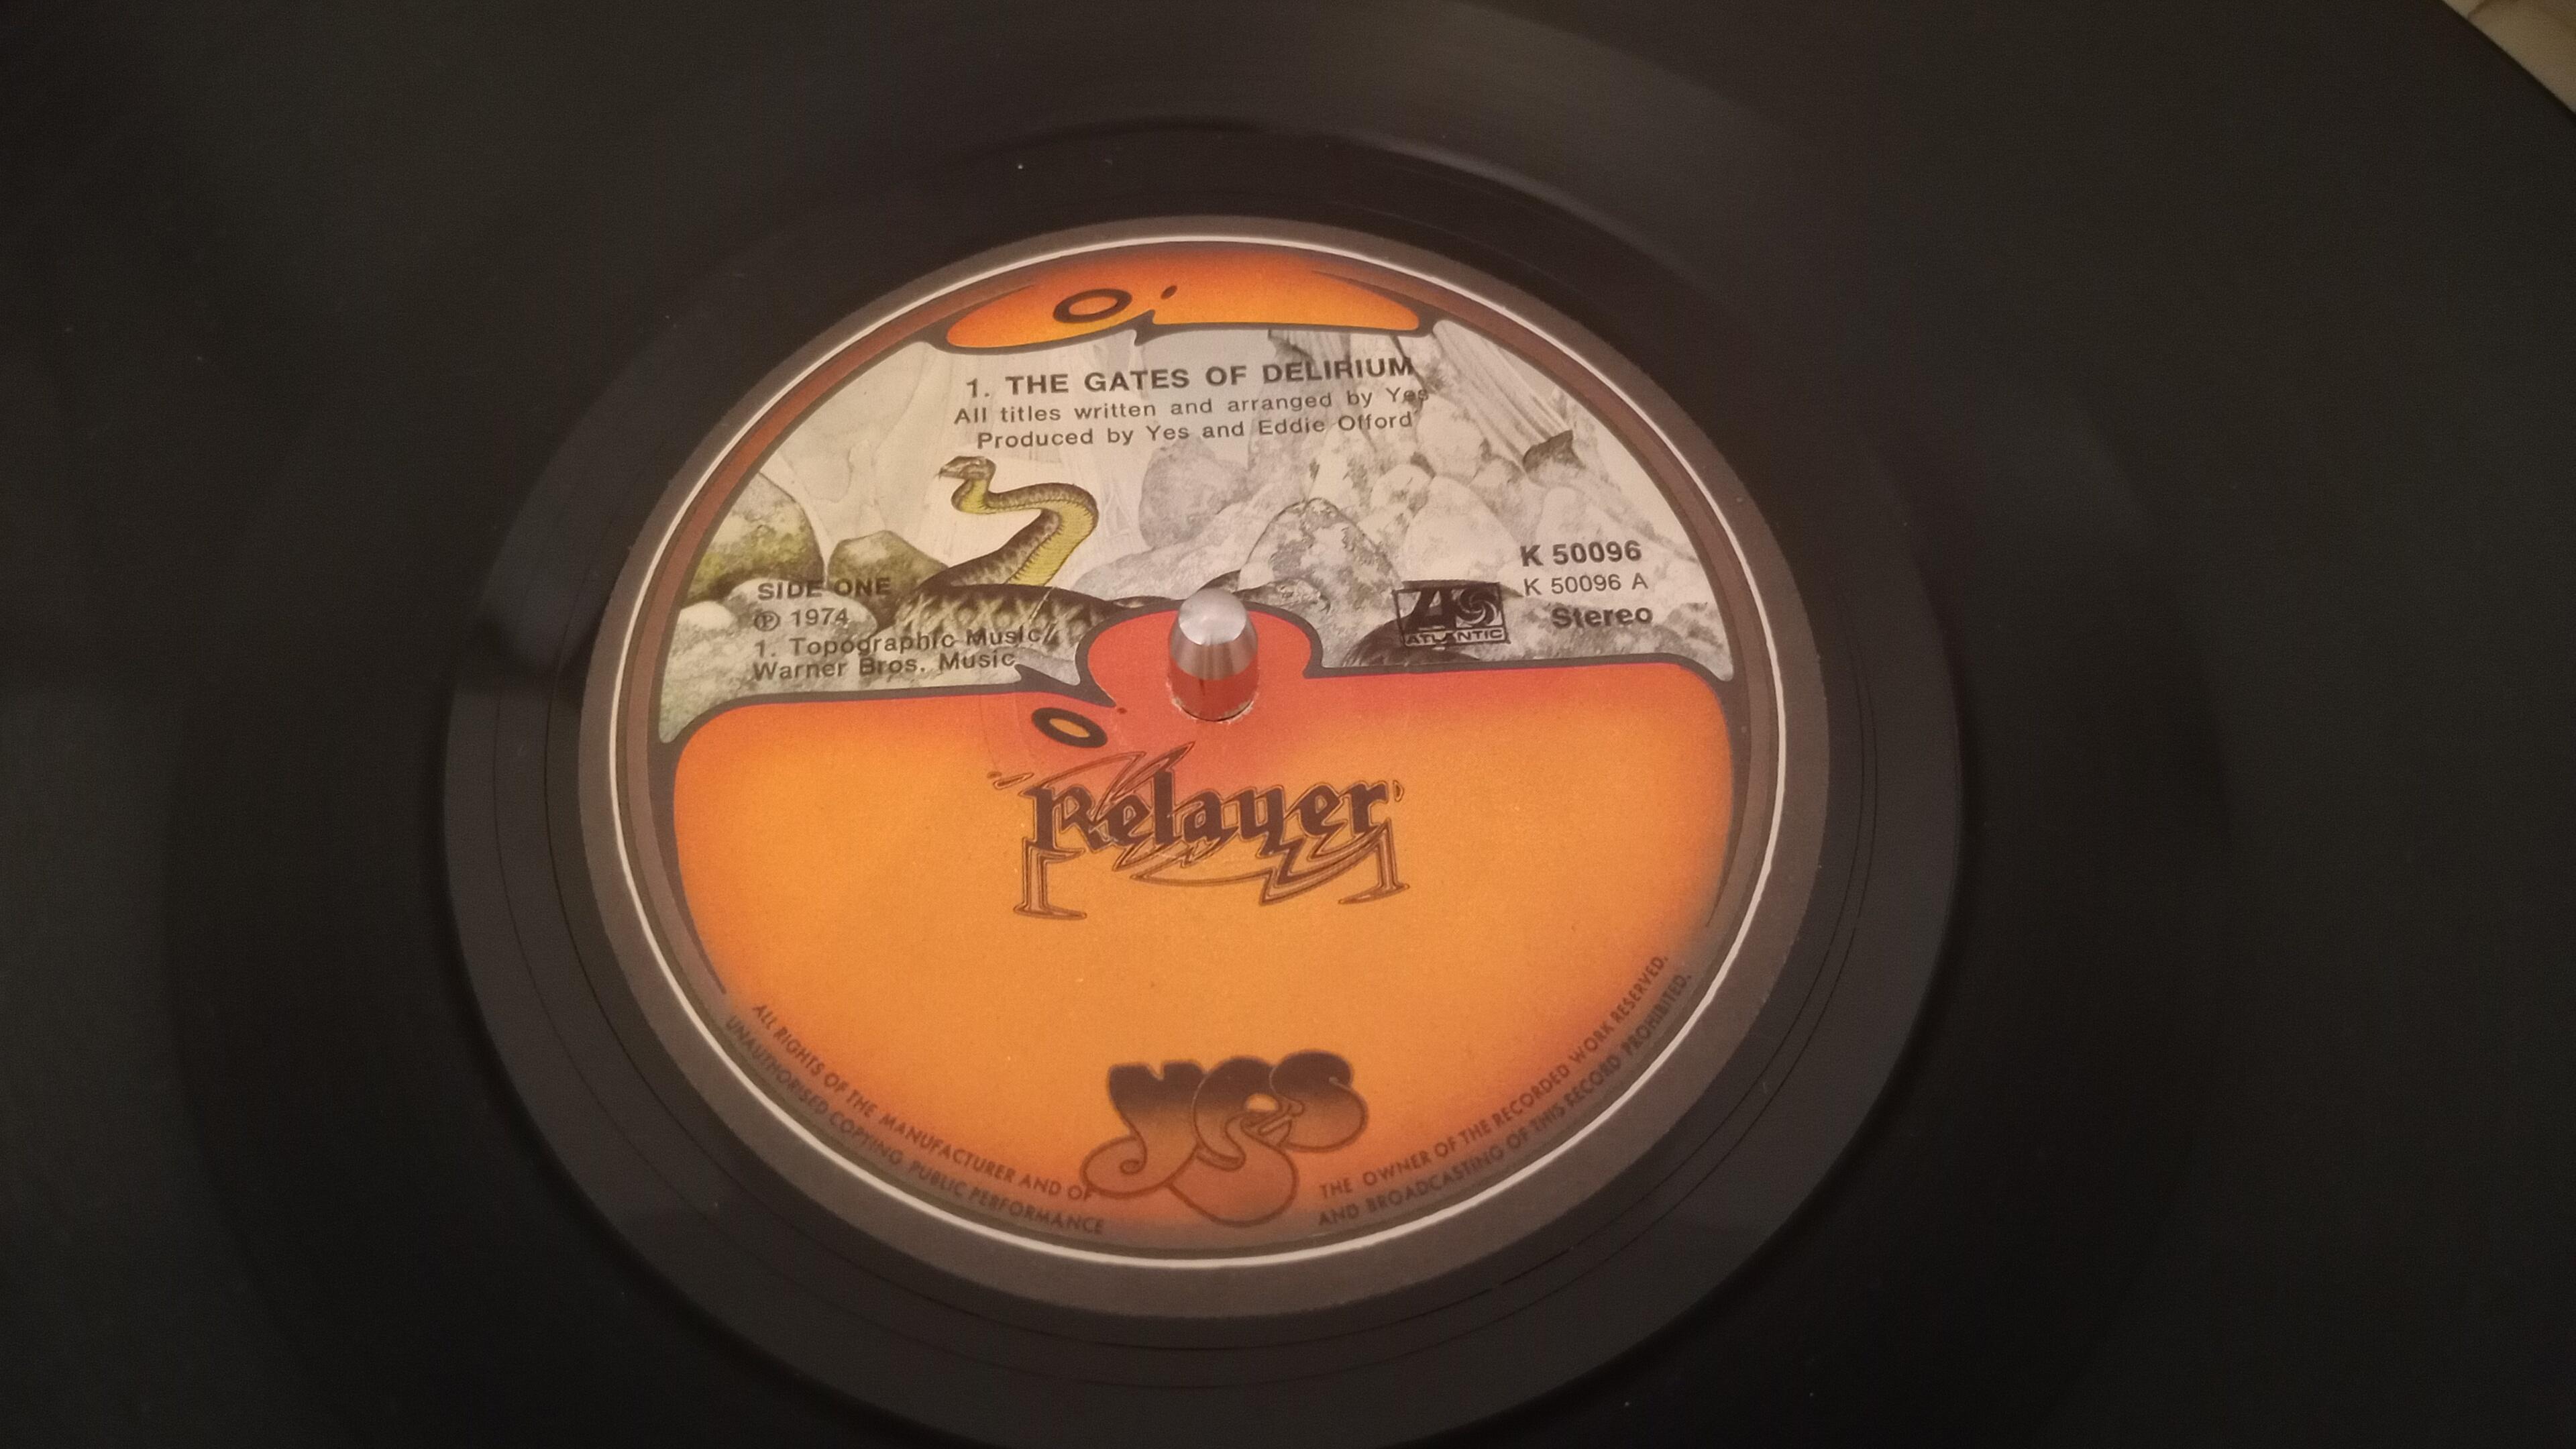 1. THE GATES OF DELIRIUM
All titles written and arranged by Yes
Produced by Yes and Eddie Offord
K 50096
K 50096 A
Stereo
ATLANTIC
SIDE ONE
℗ 1974
1. Topographic Music/
Warner Bros. Music
Relayer
Yes
ALL RIGHTS OF THE MANUFACTURER AND OF THE OWNER OF THE RECORDED WORK RESERVED.
UNAUTHORISED COPYING PUBLIC PERFORMANCE AND BROADCASTING OF THIS RECORD PROHIBITED.